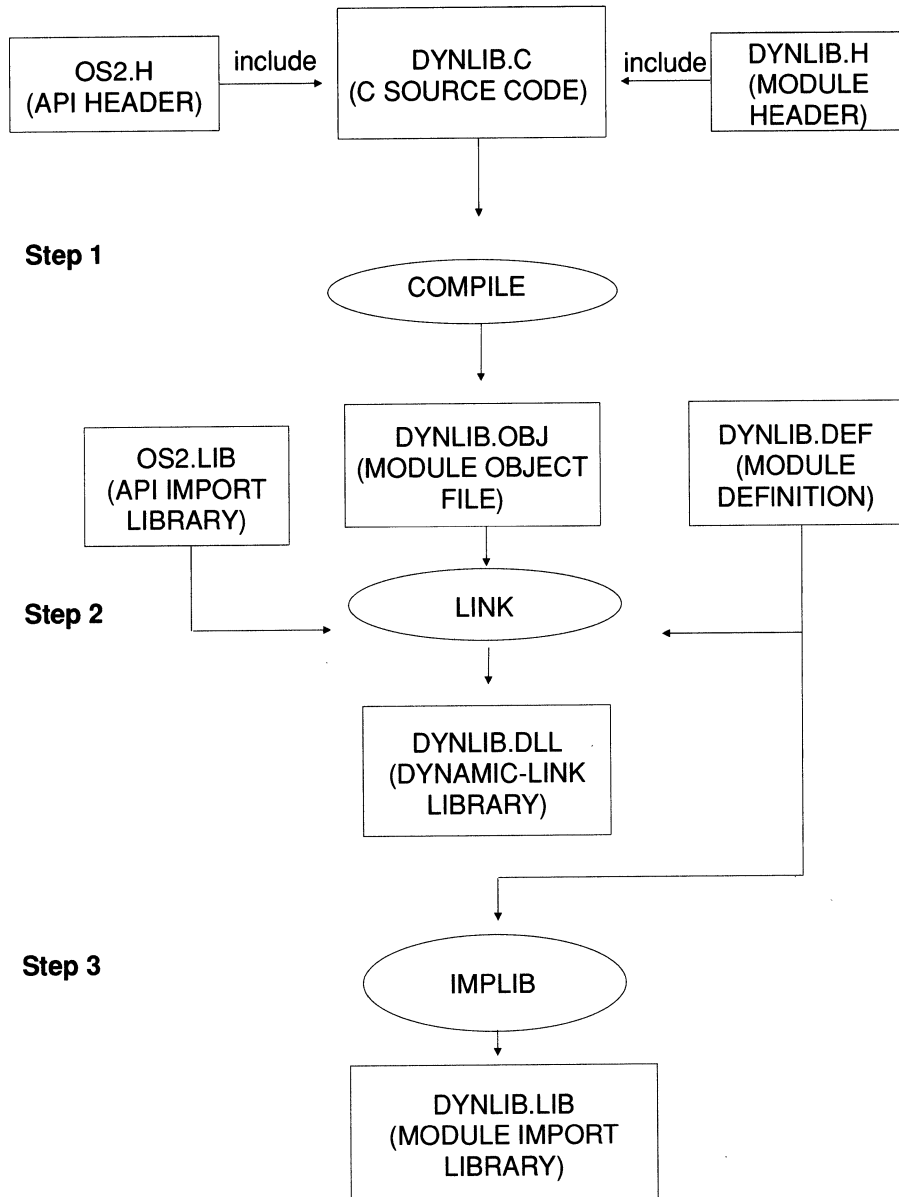 OS2.H
(API HEADER)
include
DYNLIB.C
(C SOURCE CODE)
include
DYNLIB.H
(MODULE
HEADER)
Step 1
COMPILE
OS2.LIB
(API IMPORT
LIBRARY)
DYNLIB.OBJ
(MODULE OBJECT
FILE)
DYNLIB.DEF
(MODULE
DEFINITION)
Step 2
LINK
DYNLIB.DLL
(DYNAMIC-LINK
LIBRARY)
Step 3
IMPLIB
DYNLIB.LIB
(MODULE IMPORT
LIBRARY)